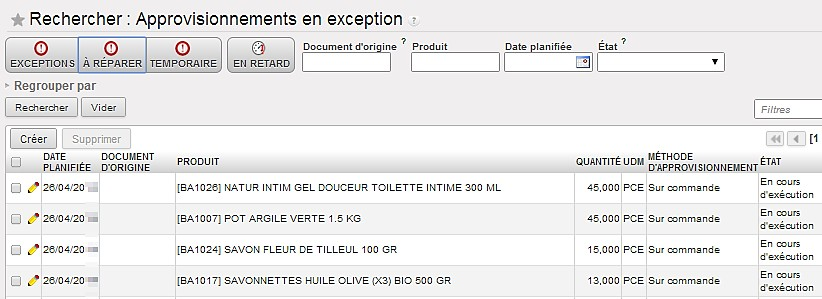 Rechercher : Approvisionnements en exception ?
EXCEPTIONS À RÉPARER TEMPORAIRE EN RETARD
Document d'origine ? Produit Date planifiée État ?
Regrouper par
Rechercher Vider
Filtres
Créer Supprimer [1
DATE PLANIFIÉE DOCUMENT D'ORIGINE PRODUIT QUANTITÉ UDM MÉTHODE D'APPROVISIONNEMENT ÉTAT
26/04/20 [BA1026] NATUR INTIM GEL DOUCEUR TOILETTE INTIME 300 ML 45,000 PCE Sur commande En cours d'exécution
26/04/20 [BA1007] POT ARGILE VERTE 1.5 KG 45,000 PCE Sur commande En cours d'exécution
26/04/20 [BA1024] SAVON FLEUR DE TILLEUL 100 GR 15,000 PCE Sur commande En cours d'exécution
26/04/20 [BA1017] SAVONNETTES HUILE OLIVE (X3) BIO 500 GR 13,000 PCE Sur commande En cours d'exécution